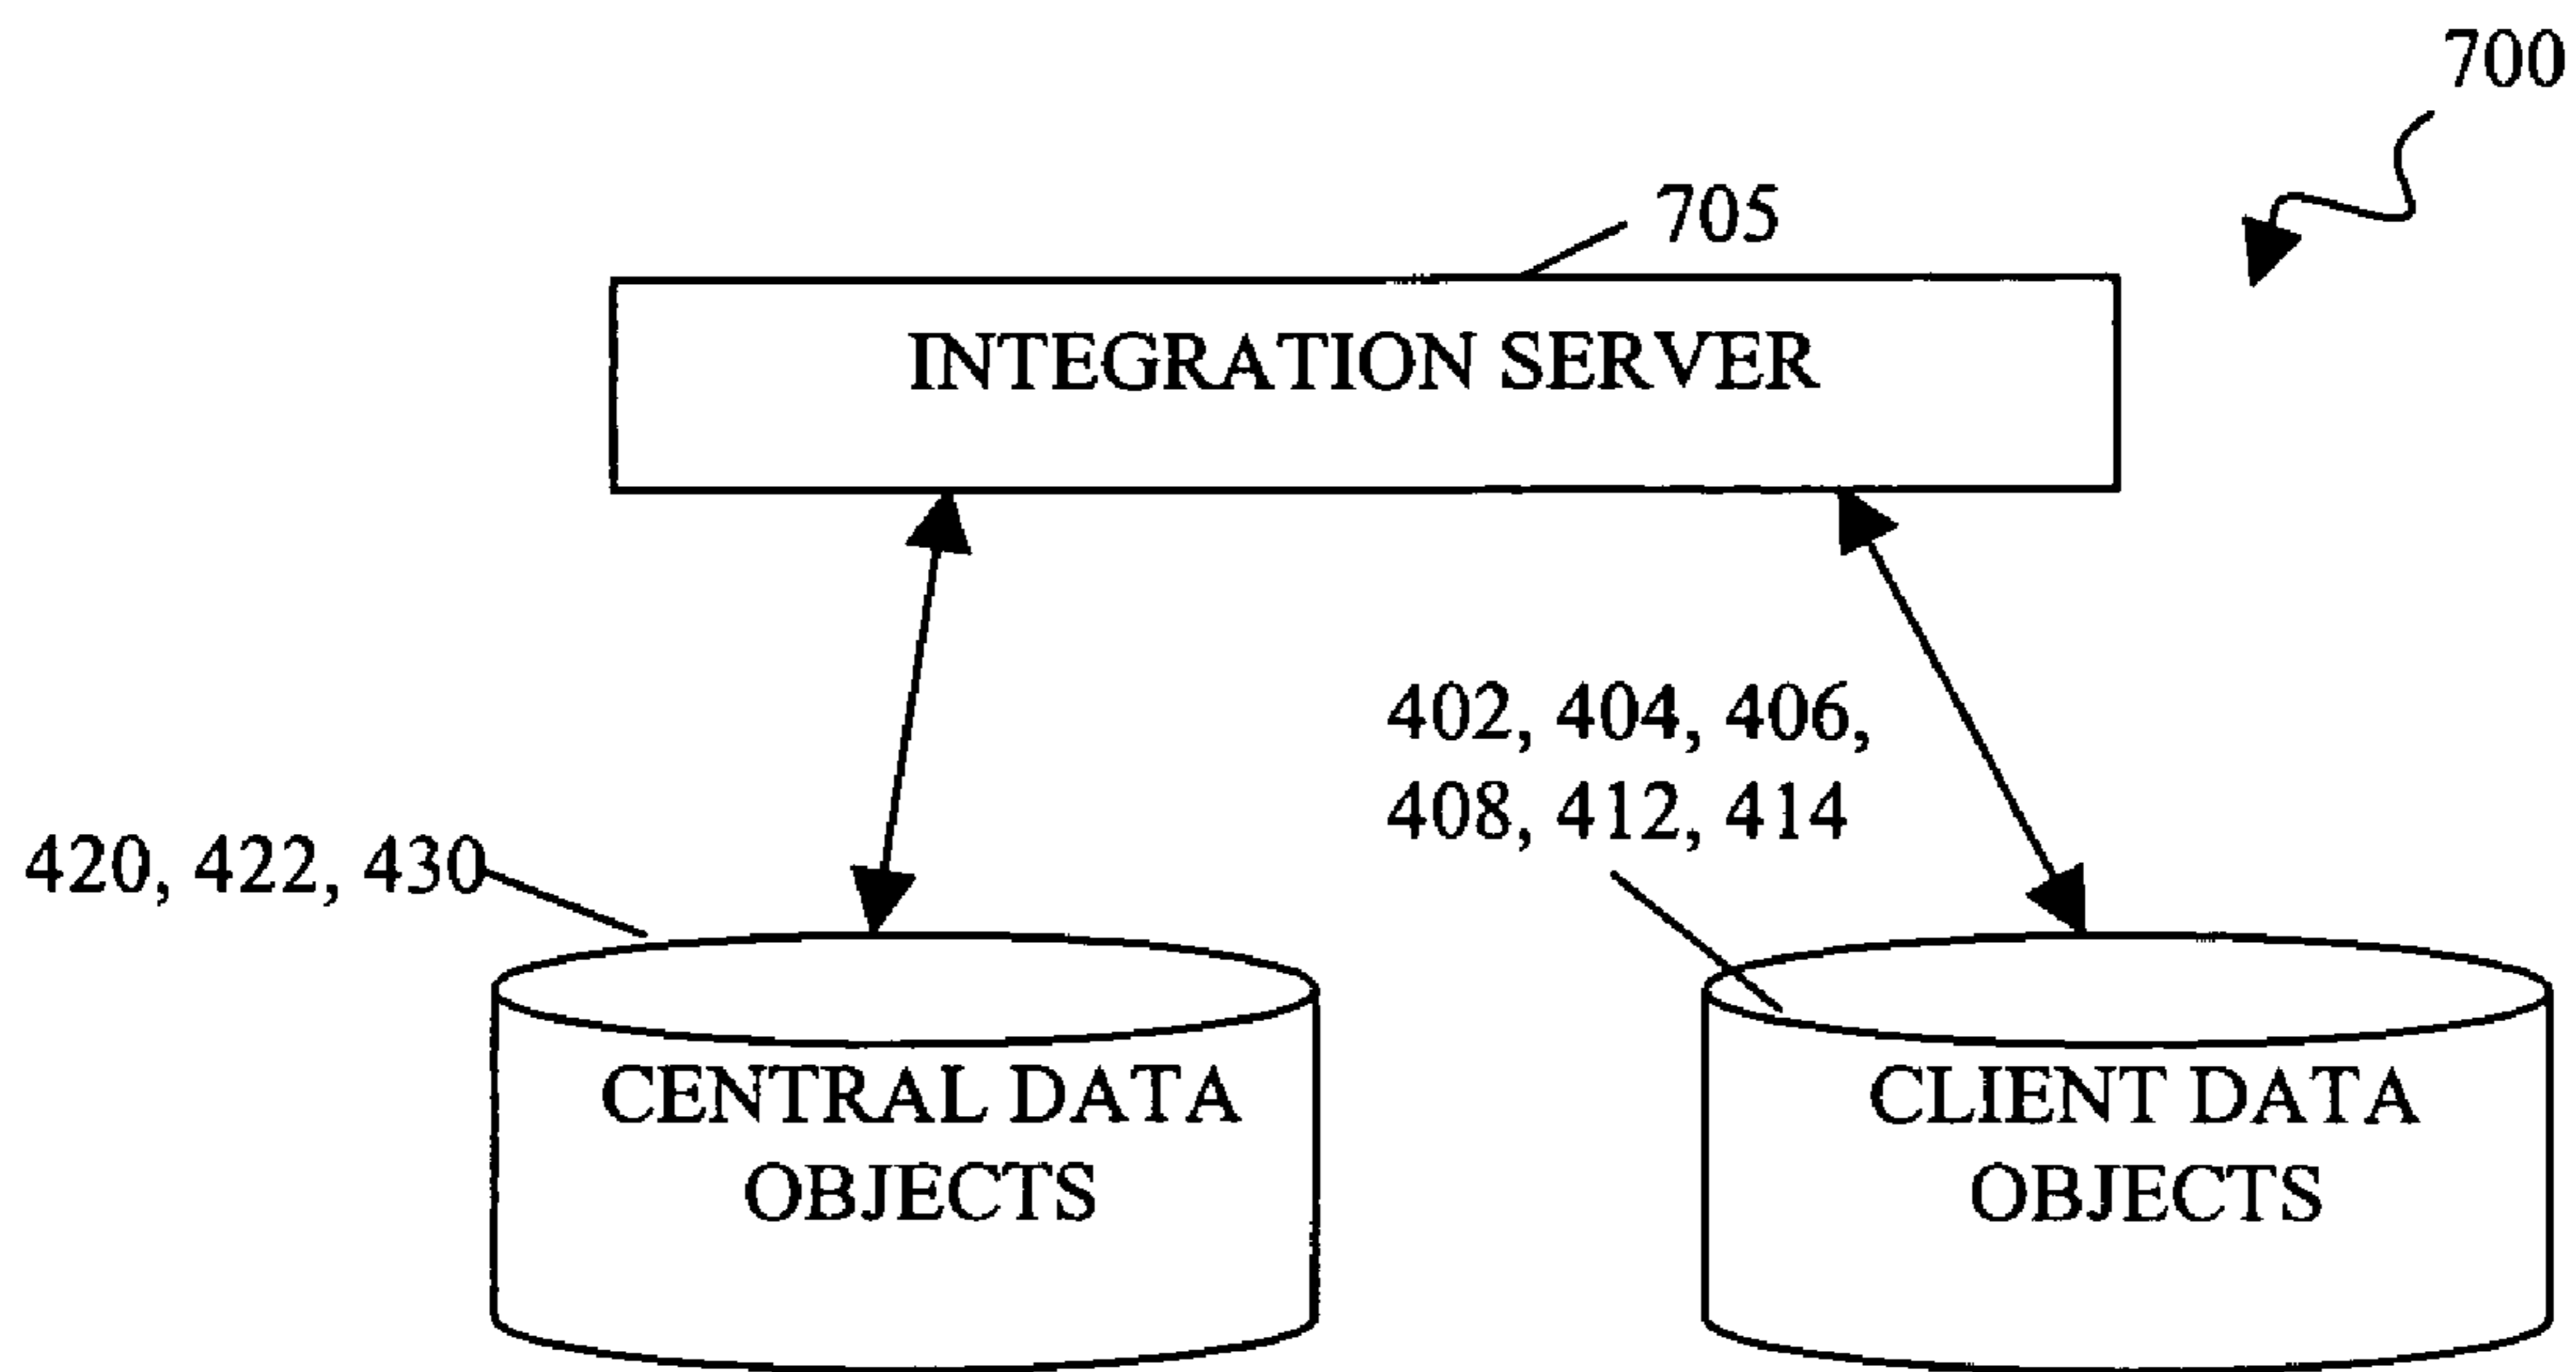 700
705
INTEGRATION SERVER
402, 404, 406,
408, 412, 414
420, 422, 430
CENTRAL DATA
OBJECTS
CLIENT DATA
OBJECTS